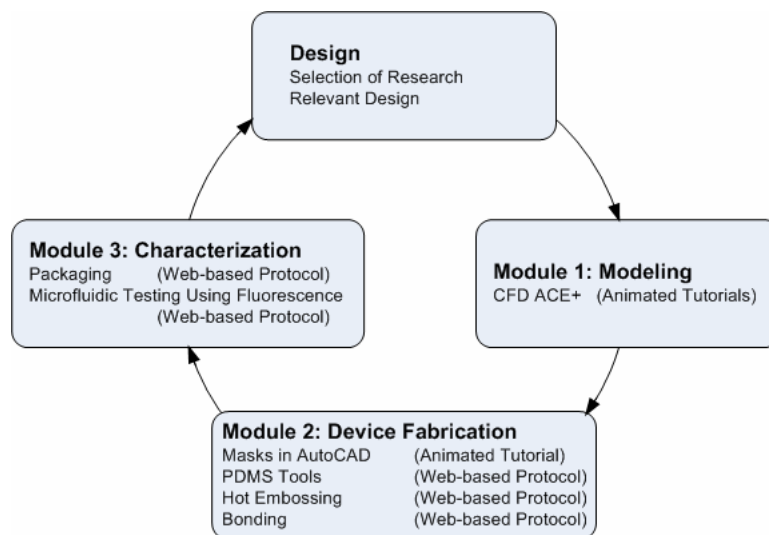 Design
Selection of Research
Relevant Design
Module 3: Characterization
Packaging (Web-based Protocol)
Microfluidic Testing Using Fluorescence
(Web-based Protocol)
Module 1: Modeling
CFD ACE+ (Animated Tutorials)
Module 2: Device Fabrication
Masks in AutoCAD (Animated Tutorial)
PDMS Tools (Web-based Protocol)
Hot Embossing (Web-based Protocol)
Bonding (Web-based Protocol)